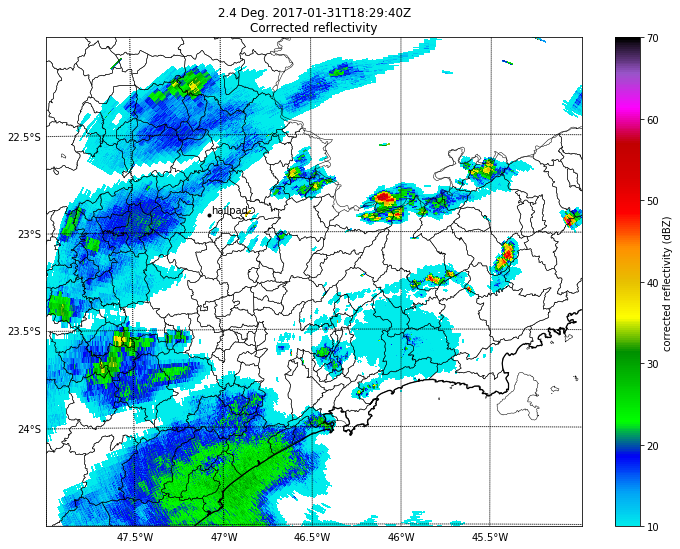 2.4 Deg. 2017-01-31T18:29:40Z
Corrected reflectivity
22.5°S
23°S
23.5°S
24°S
hailpad
47.5°W
47°W
46.5°W
46°W
45.5°W
70
60
50
40
30
20
10
corrected reflectivity (dBZ)